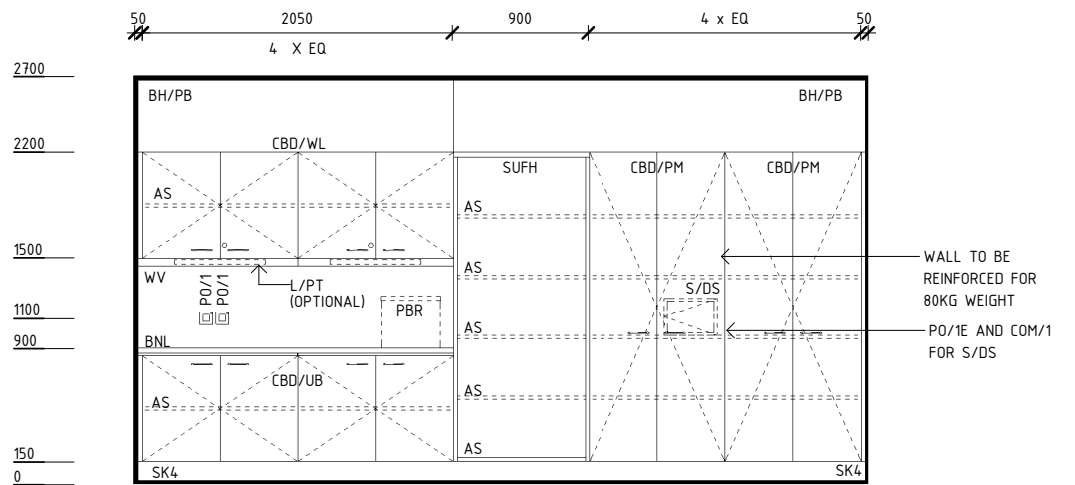 50 2050 900 4 x EQ 50
4 X EQ
2700
BH/PB BH/PB
2200
CBD/WL
SUFH CBD/PM CBD/PM
AS
AS
AS
1500
WALL TO BE
REINFORCED FOR
80KG WEIGHT
WV
PO/1
PO/1
L/PT
(OPTIONAL)
S/DS
PBR
1100
AS
PO/1E AND COM/1
FOR S/DS
BNL
900
CBD/UB
AS
AS
AS
150
SK4 SK4
0